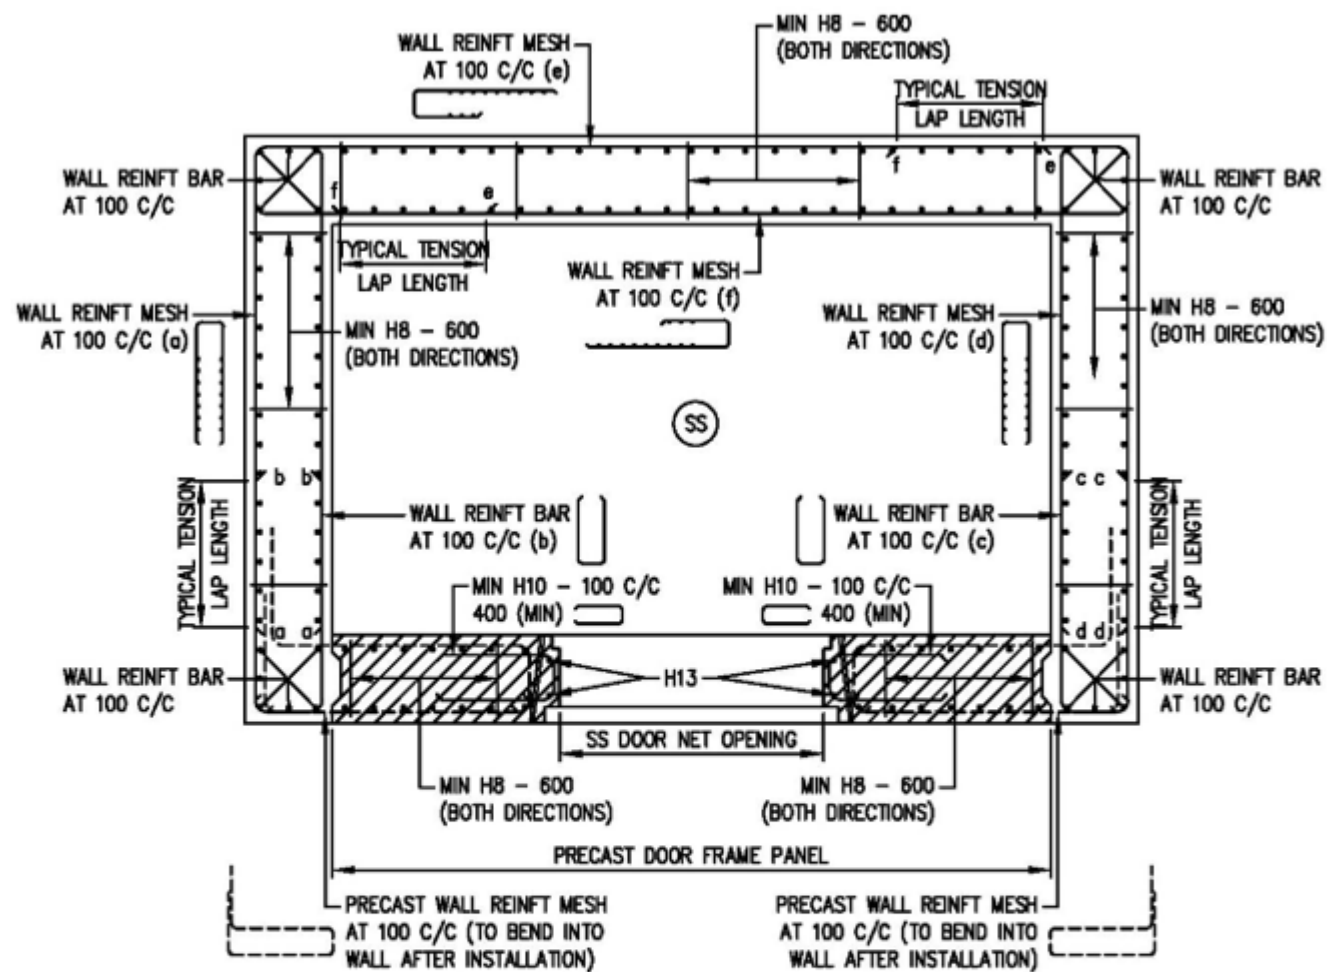 MIN H8 - 600
(BOTH DIRECTIONS)
WALL REINFT MESH
AT 100 C/C (e)
TYPICAL TENSION
LAP LENGTH
f
e
WALL REINFT BAR
AT 100 C/C
f
e
WALL REINFT BAR
AT 100 C/C
TYPICAL TENSION
LAP LENGTH
WALL REINFT MESH
AT 100 C/C (f)
WALL REINFT MESH
AT 100 C/C (a)
MIN H8 - 600
(BOTH DIRECTIONS)
WALL REINFT MESH
AT 100 C/C (d)
MIN H8 - 600
(BOTH DIRECTIONS)
SS
b b
c c
TYPICAL TENSION
LAP LENGTH
WALL REINFT BAR
AT 100 C/C (b)
WALL REINFT BAR
AT 100 C/C (c)
TYPICAL TENSION
LAP LENGTH
MIN H10 - 100 C/C
400 (MIN)
MIN H10 - 100 C/C
400 (MIN)
a a
d d
WALL REINFT BAR
AT 100 C/C
H13
WALL REINFT BAR
AT 100 C/C
SS DOOR NET OPENING
MIN H8 - 600
(BOTH DIRECTIONS)
MIN H8 - 600
(BOTH DIRECTIONS)
PRECAST DOOR FRAME PANEL
PRECAST WALL REINFT MESH
AT 100 C/C (TO BEND INTO
WALL AFTER INSTALLATION)
PRECAST WALL REINFT MESH
AT 100 C/C (TO BEND INTO
WALL AFTER INSTALLATION)